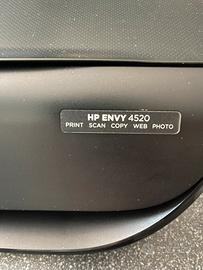 HP ENVY 4520
PRINT SCAN COPY WEB PHOTO